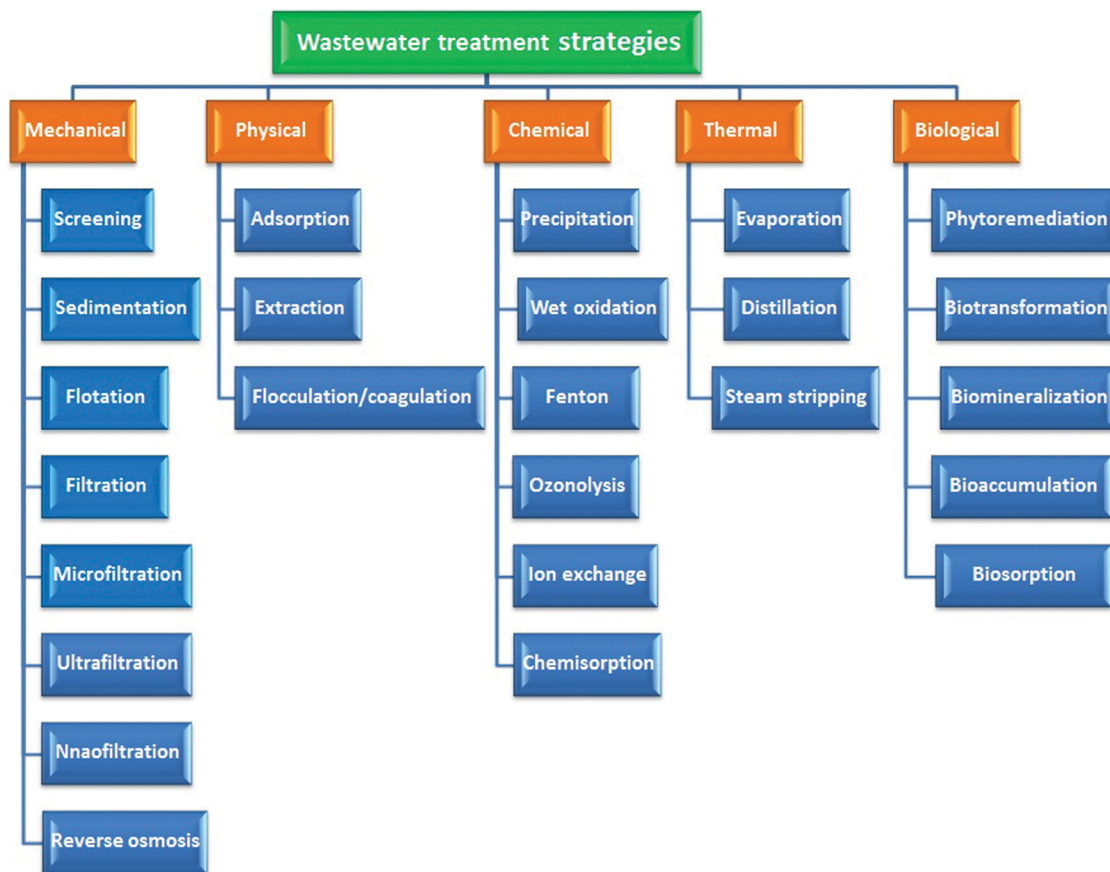 Wastewater treatment strategies
Mechanical
Physical
Chemical
Thermal
Biological
Screening
Sedimentation
Flotation
Filtration
Microfiltration
Ultrafiltration
Nnaofiltration
Reverse osmosis
Adsorption
Extraction
Flocculation/coagulation
Precipitation
Wet oxidation
Fenton
Ozonolysis
Ion exchange
Chemisorption
Evaporation
Distillation
Steam stripping
Phytoremediation
Biotransformation
Biomineralization
Bioaccumulation
Biosorption